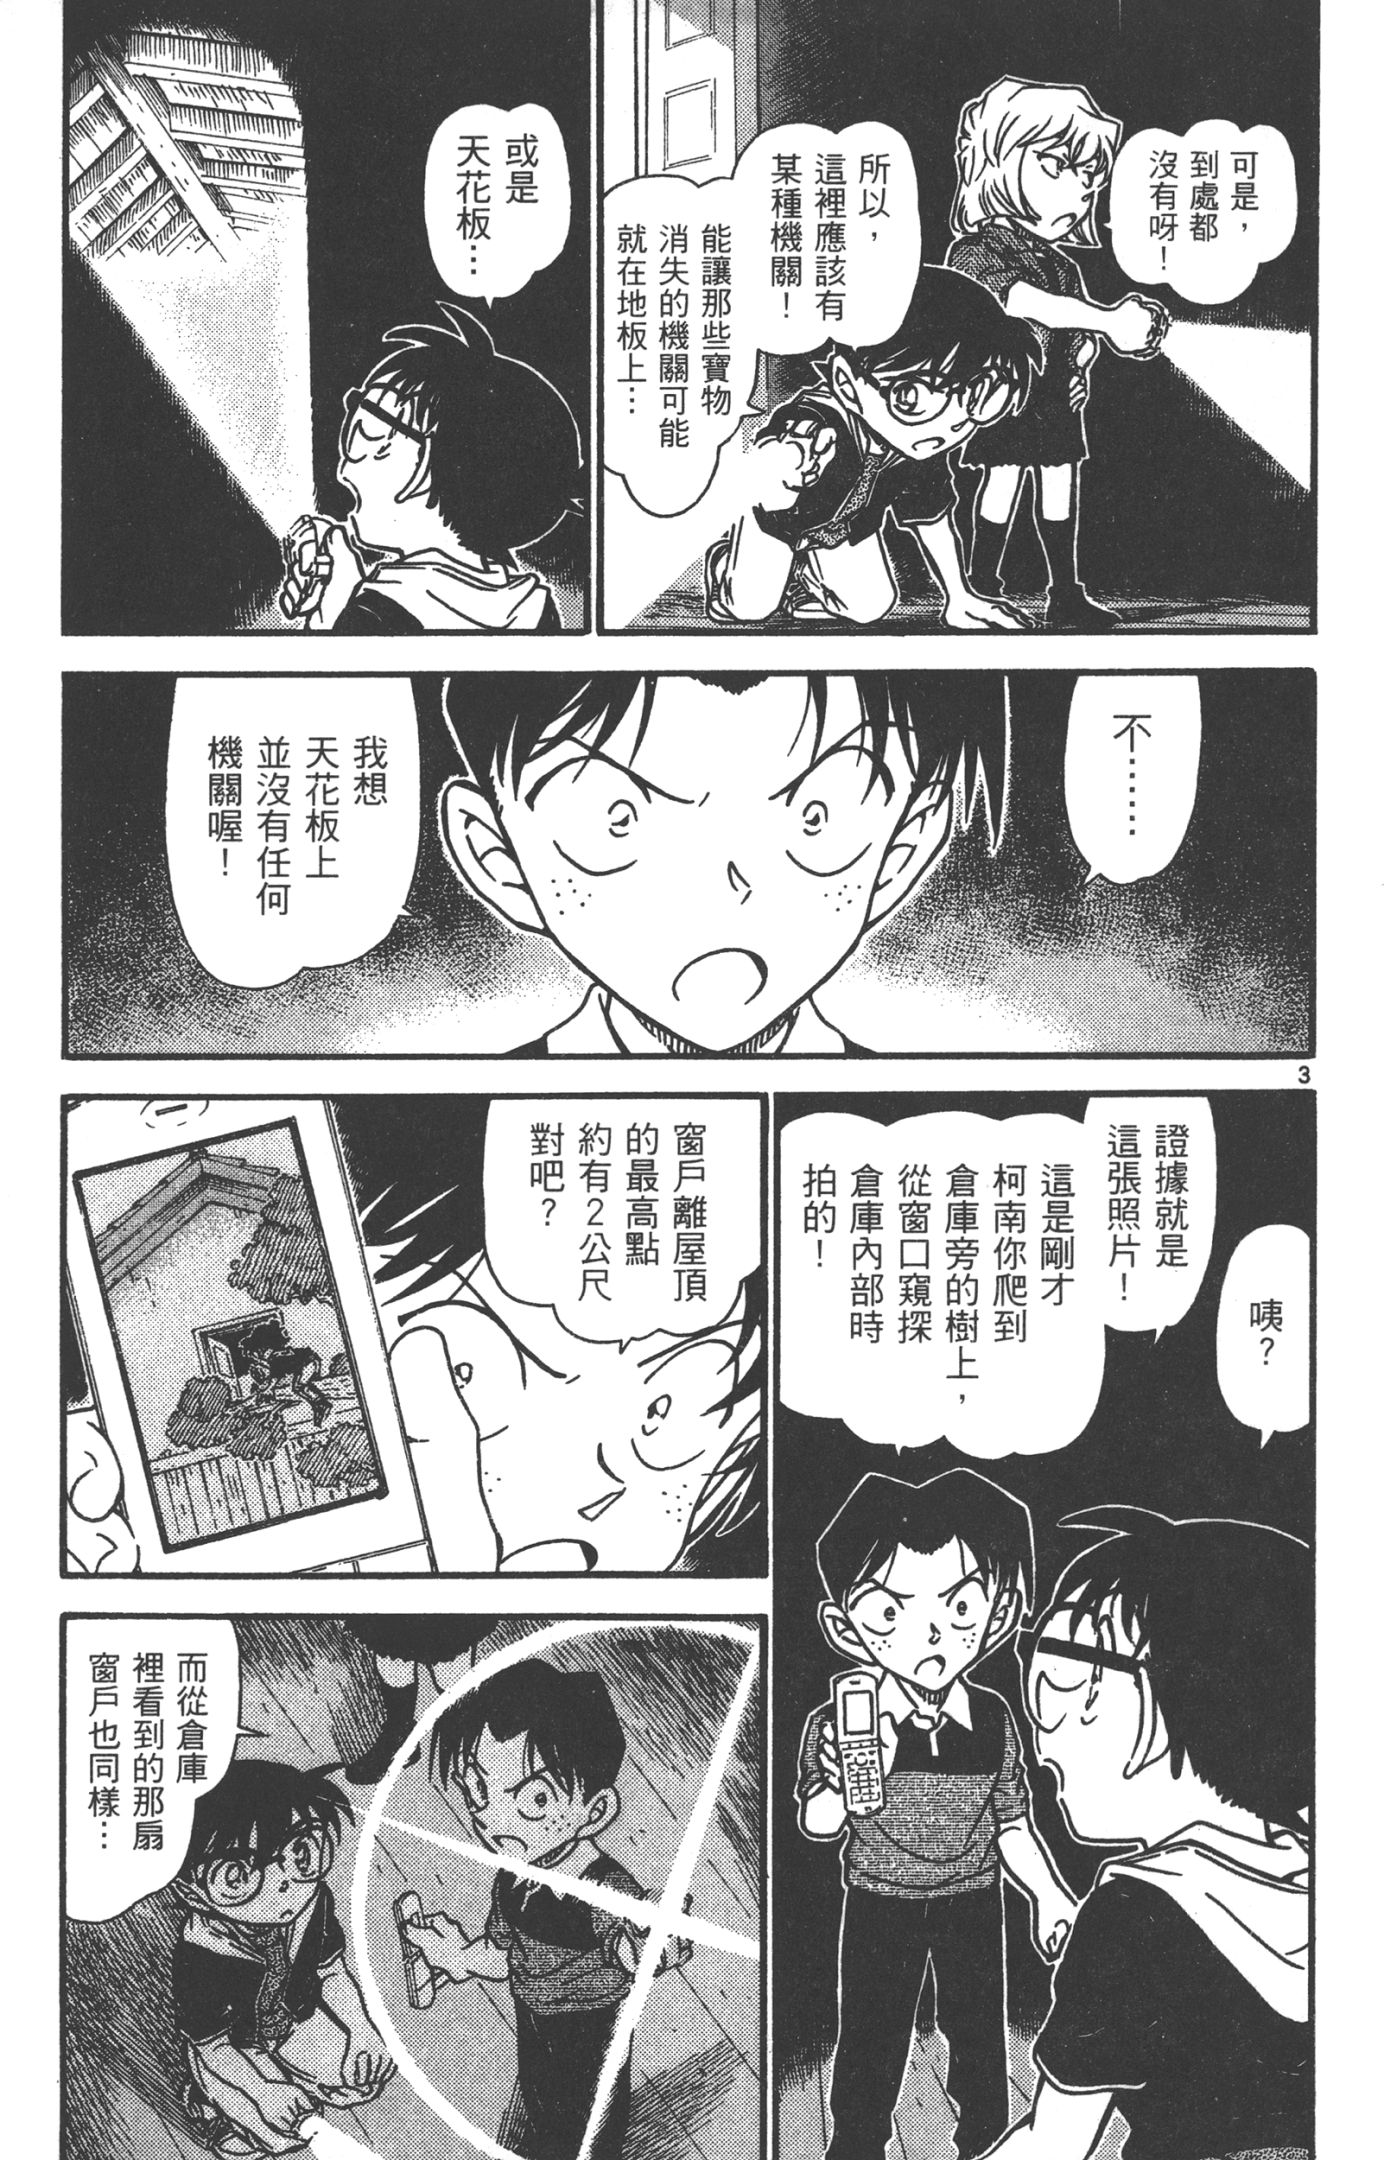 可是，
到處都
沒有呀！
所以，
這裡應該有
某種機關！
能讓那些寶物
消失的機關可能
就在地板上…
或是
天花板…
不……
我想
天花板上
並沒有任何
機關喔！
3
咦？
證據就是
這張照片！
這是剛才
柯南你爬到
倉庫旁的樹上，
從窗口窺探
倉庫內部時
拍的！
窗戶離屋頂
的最高點
約有2公尺
對吧？
而從倉庫
裡看到的那扇
窗戶也同樣…